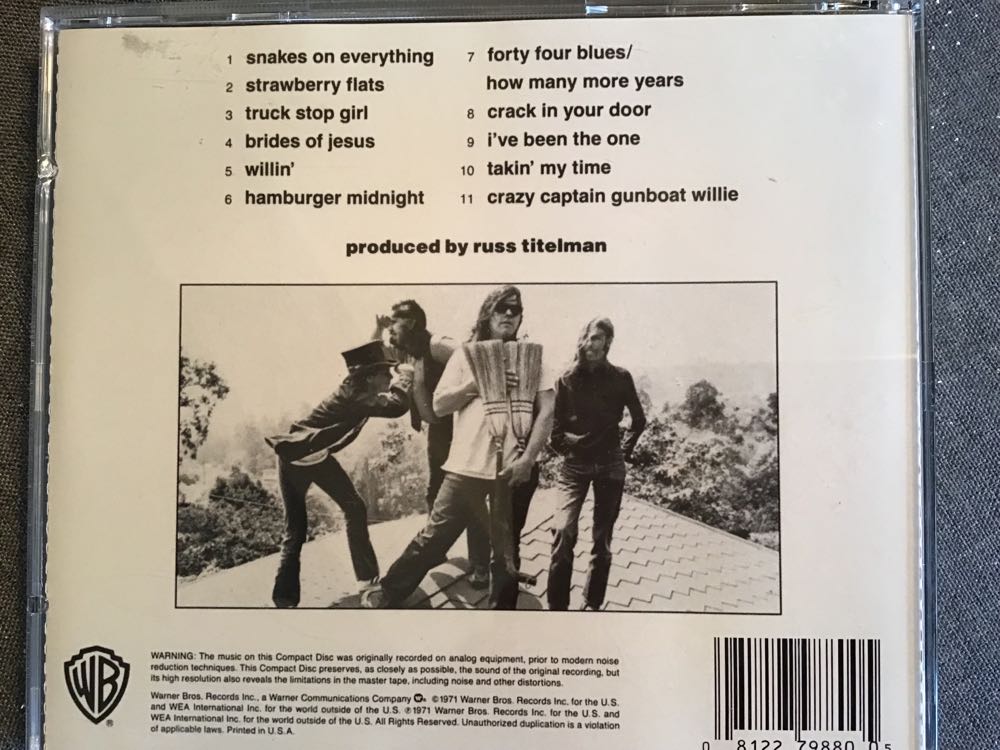 1 snakes on everything
2 strawberry flats
3 truck stop girl
4 brides of jesus
5 willin'
6 hamburger midnight
7 forty four blues/
how many more years
8 crack in your door
9 i've been the one
10 takin' my time
11 crazy captain gunboat willie
produced by russ titelman
WB
®
WARNING: The music on this Compact Disc was originally recorded on analog equipment, prior to modern noise
reduction techniques. This Compact Disc preserves, as closely as possible, the sound of the original recording, but
its high resolution also reveals the limitations in the master tape, including noise and other distortions.
Warner Bros. Records Inc., a Warner Communications Company ©1971 Warner Bros. Records Inc. for the U.S.
and WEA International Inc. for the world outside of the U.S. ℗1971 Warner Bros. Records Inc. for the U.S. and
WEA International Inc. for the world outside of the U.S. All Rights Reserved. Unauthorized duplication is a violation
of applicable laws. Printed in U.S.A.
0 8122 79880 5